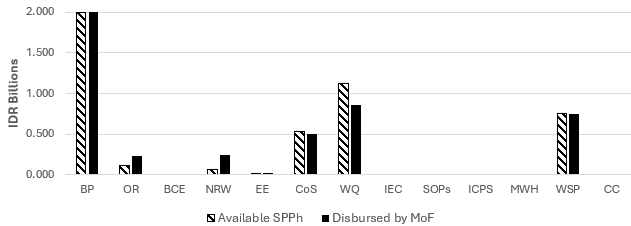 IDR Billions
2.000
1.500
1.000
0.500
0.000
BP OR BCE NRW EE CoS WQ IEC SOPs ICPS MWH WSP CC
Available SPPh Disbursed by MoF